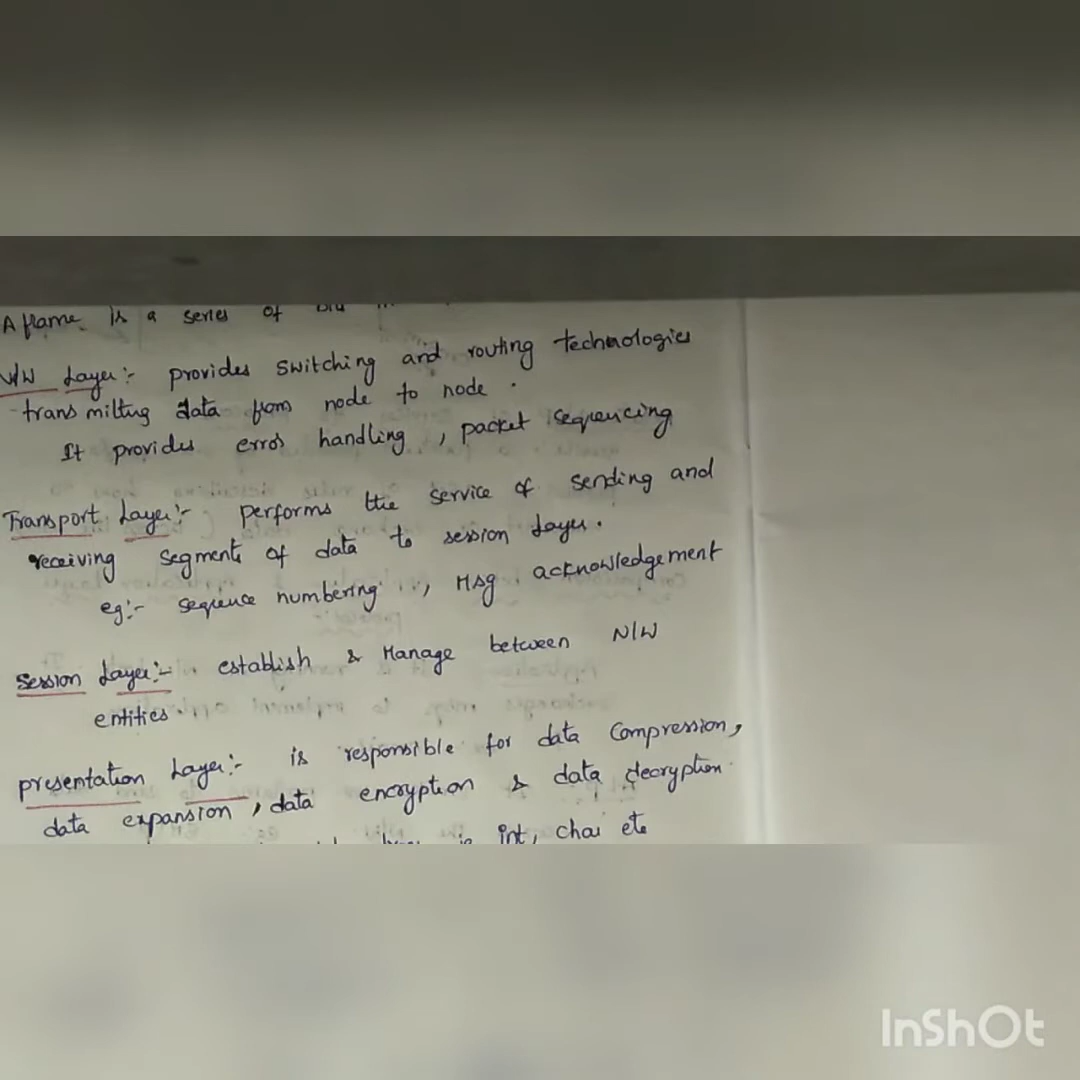 A frame is a series of
N/W Layer:- provides switching and routing technologies
transmitting data from node to node.
It provides error handling, packet sequencing
Transport Layer:- performs the service of sending and
receiving segments of data to session layer.
eg:- sequence numbering, Msg acknowledgement
Session Layer:- establish & Manage between N/W
entities.
presentation Layer:- is responsible for data compression,
data expansion, data encryption & data decryption.
int, char etc
InShOt